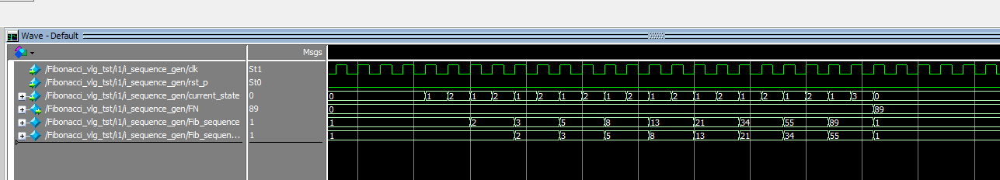 Wave - Default
Msgs
/Fibonacci_vlg_tst/i1/i_sequence_gen/clk St1
/Fibonacci_vlg_tst/i1/i_sequence_gen/rst_p St0
/Fibonacci_vlg_tst/i1/i_sequence_gen/current_state 0 0 1 2 1 2 1 2 1 2 1 2 1 2 1 2 1 2 1 2 1 3 0
/Fibonacci_vlg_tst/i1/i_sequence_gen/FN 89 0 89
/Fibonacci_vlg_tst/i1/i_sequence_gen/Fib_sequence 1 1 2 3 5 8 13 21 34 55 89 1
/Fibonacci_vlg_tst/i1/i_sequence_gen/Fib_sequen... 1 1 2 3 5 8 13 21 34 55 1